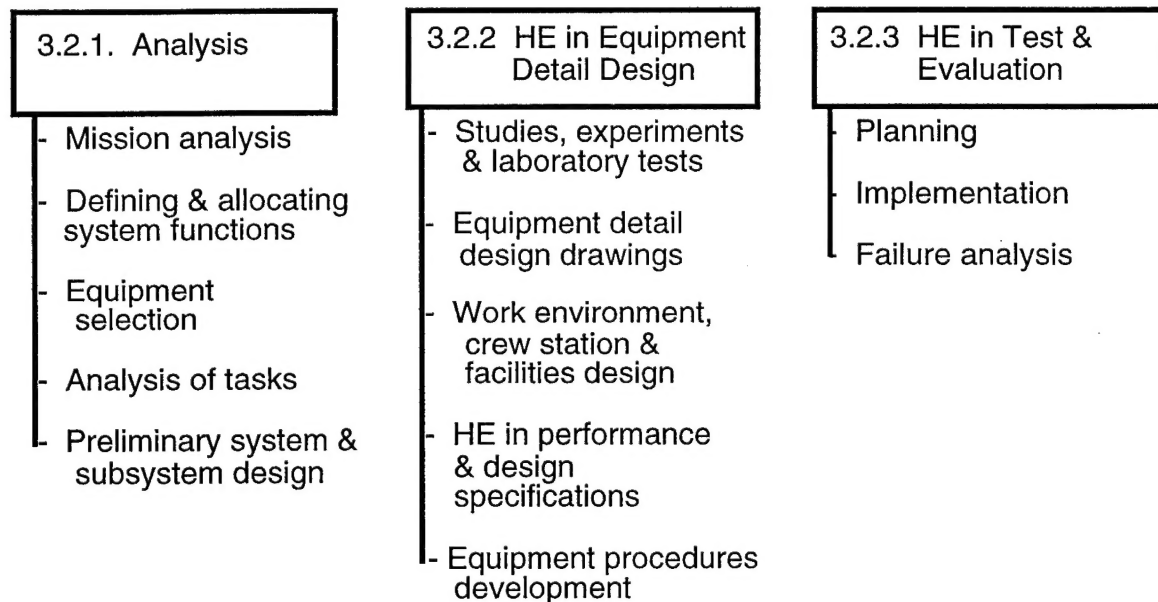 3.2.1. Analysis
- Mission analysis
- Defining & allocating
system functions
- Equipment
selection
- Analysis of tasks
- Preliminary system &
subsystem design
3.2.2 HE in Equipment
Detail Design
- Studies, experiments
& laboratory tests
- Equipment detail
design drawings
- Work environment,
crew station &
facilities design
- HE in performance
& design
specifications
- Equipment procedures
development
3.2.3 HE in Test &
Evaluation
- Planning
- Implementation
- Failure analysis